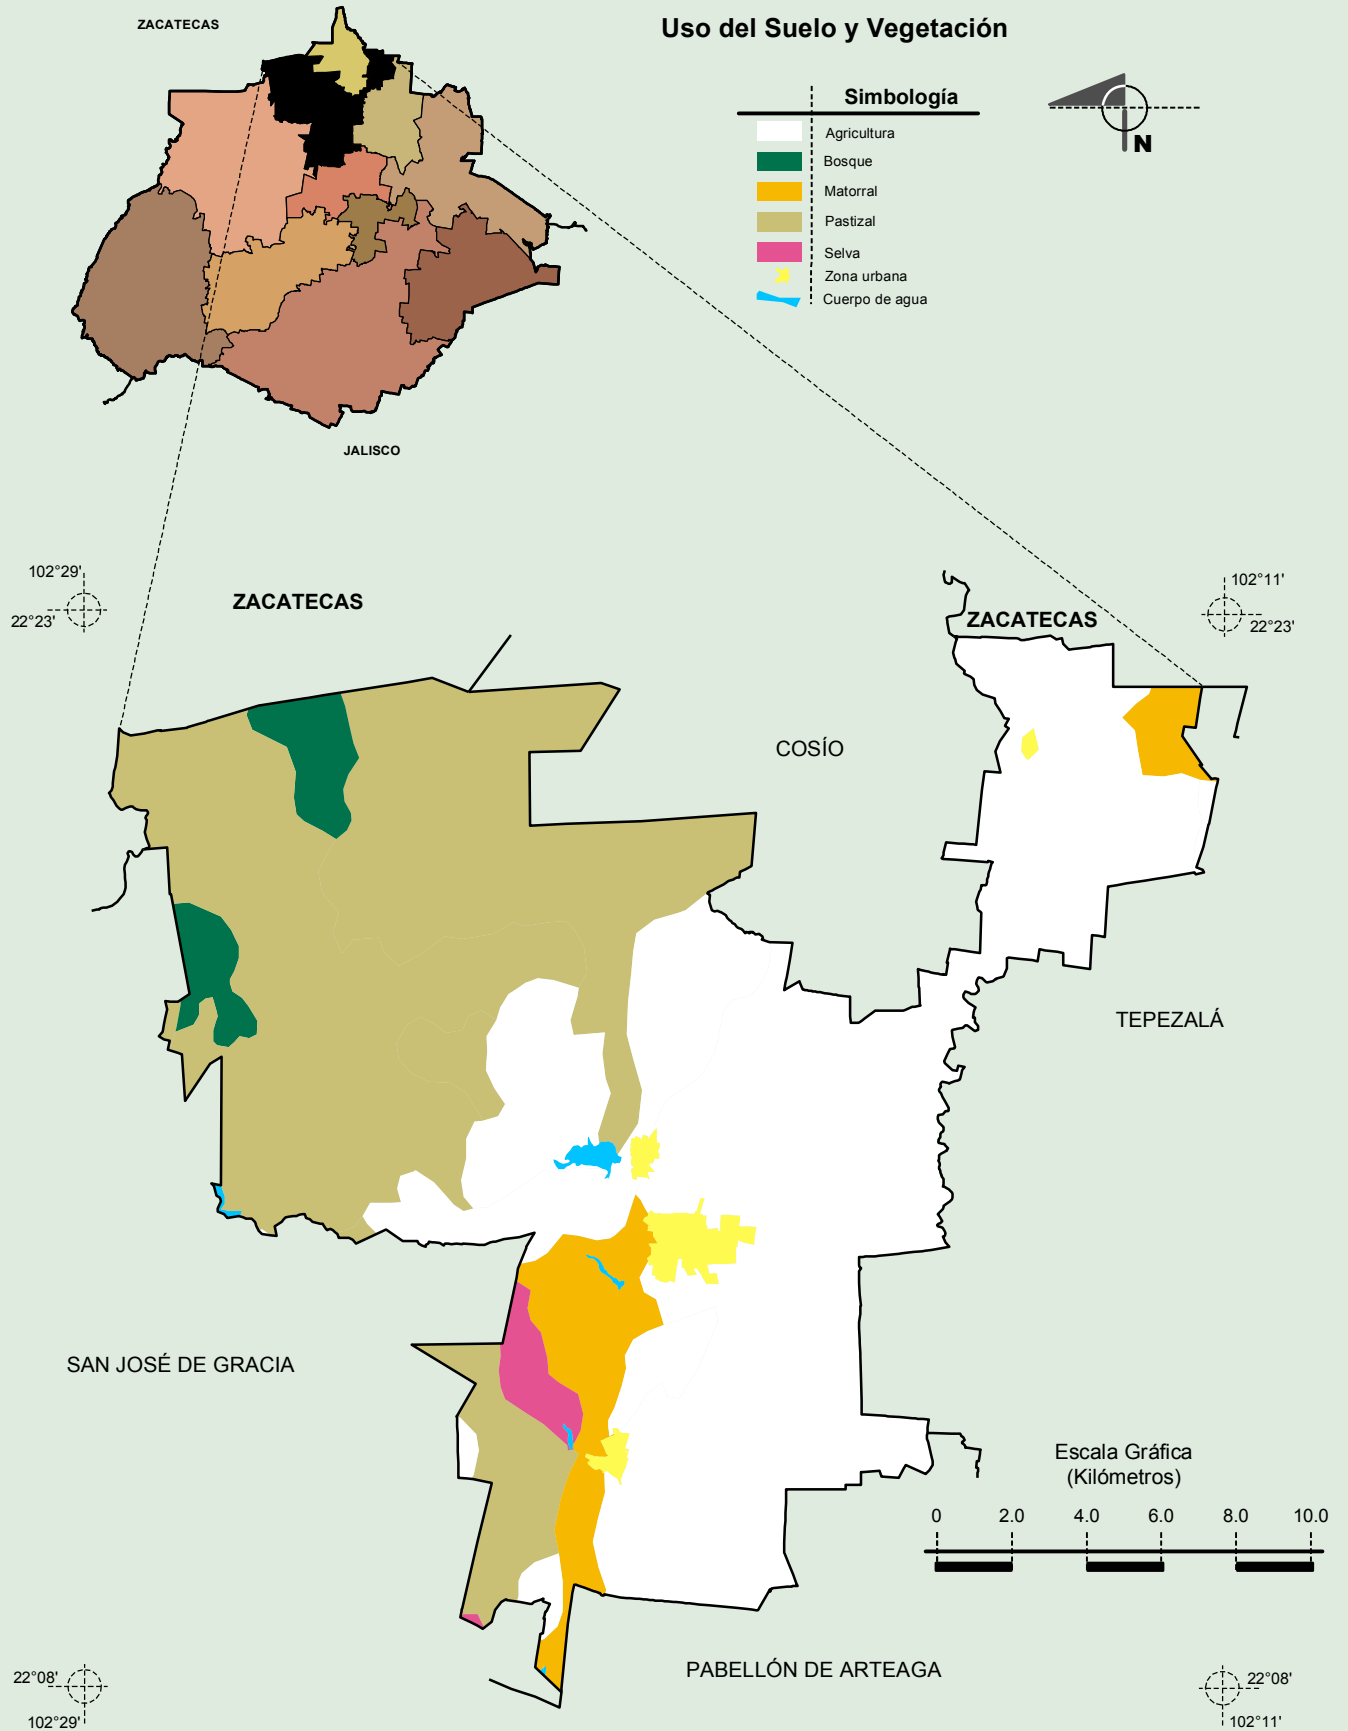 ZACATECAS
Uso del Suelo y Vegetación
Simbología
Agricultura
Bosque
Matorral
Pastizal
Selva
Zona urbana
Cuerpo de agua
N
JALISCO
102°29'
22°23'
ZACATECAS
ZACATECAS
102°11'
22°23'
COSÍO
TEPEZALÁ
SAN JOSÉ DE GRACIA
Escala Gráfica
(Kilómetros)
0 2.0 4.0 6.0 8.0 10.0
PABELLÓN DE ARTEAGA
22°08'
102°29'
22°08'
102°11'